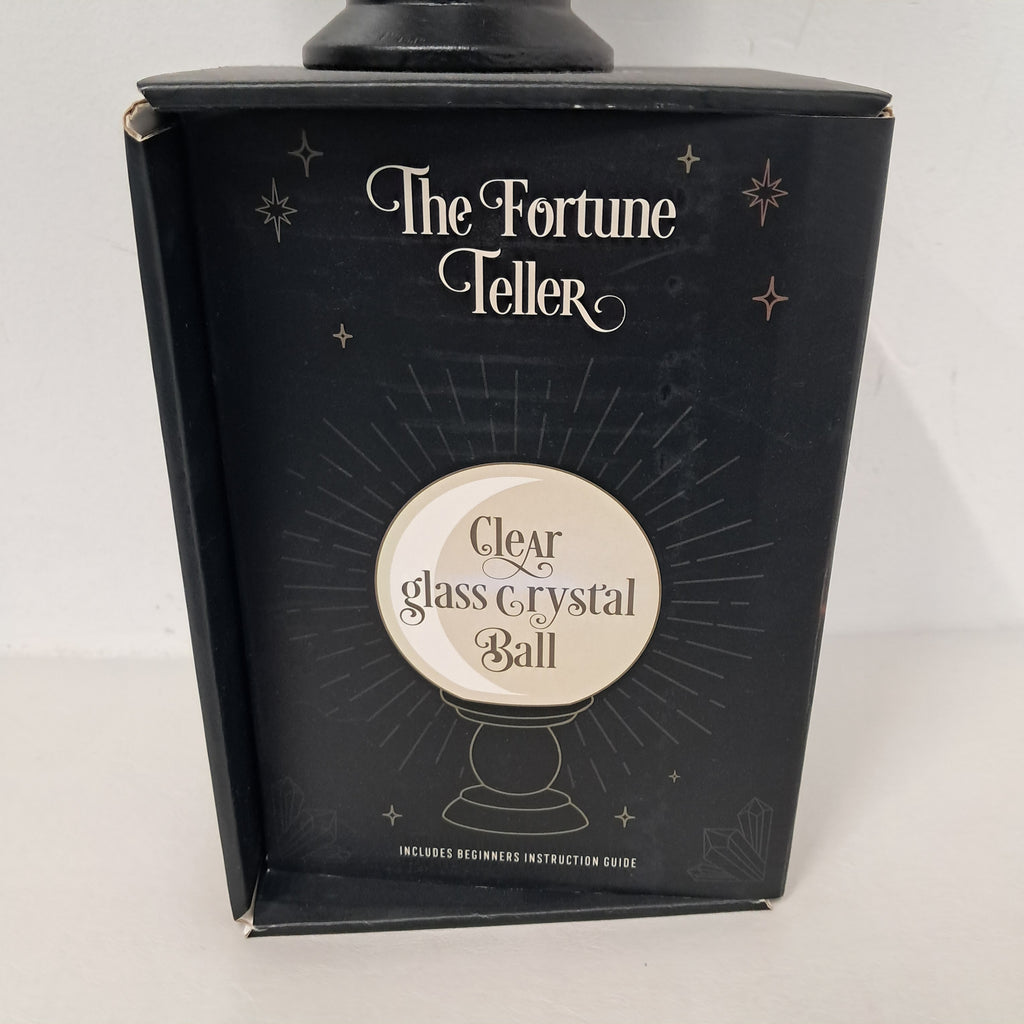 The Fortune
Teller
Clear
glass Crystal
Ball
INCLUDES BEGINNERS INSTRUCTION GUIDE